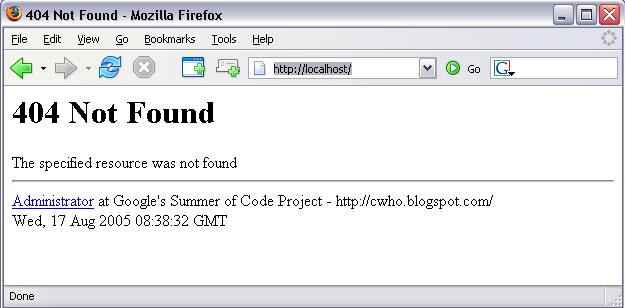 404 Not Found - Mozilla Firefox
File Edit View Go Bookmarks Tools Help
http://localhost/ Go G
404 Not Found
The specified resource was not found
Administrator at Google's Summer of Code Project - http://cwho.blogspot.com/
Wed, 17 Aug 2005 08:38:32 GMT
Done